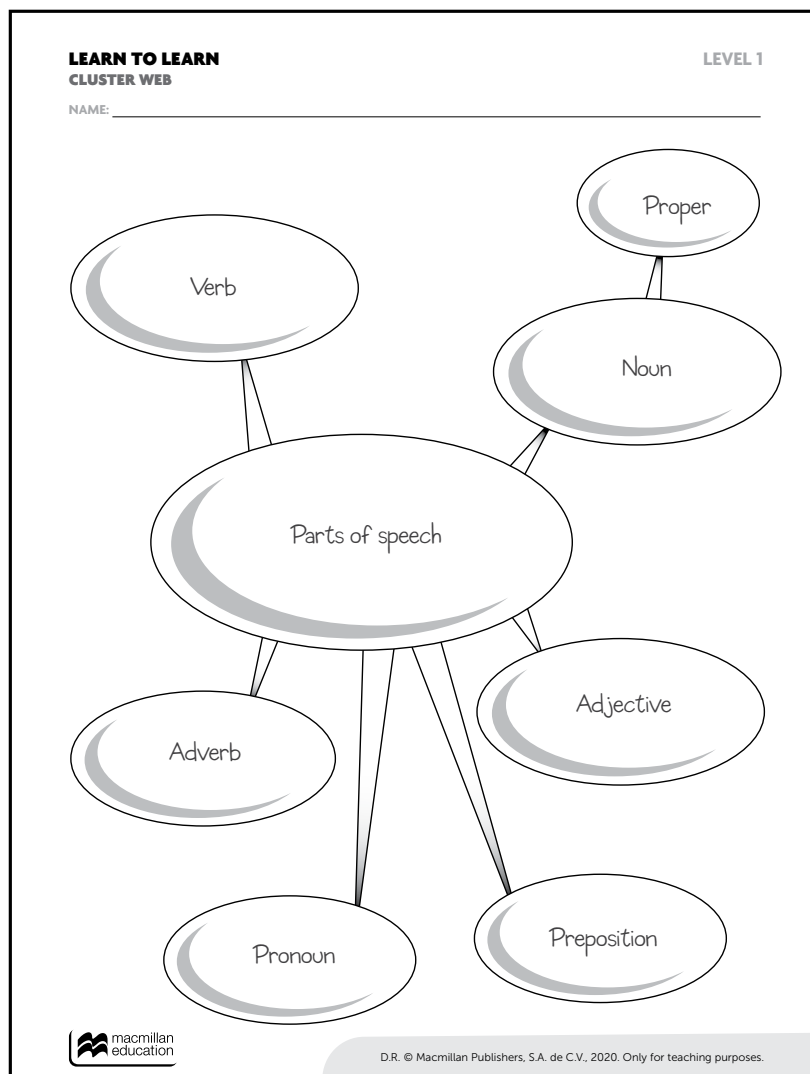 LEARN TO LEARN
LEVEL 1
CLUSTER WEB
NAME:
Proper
Verb
Noun
Parts of speech
Adjective
Adverb
Preposition
Pronoun
macmillan
education
D.R. © Macmillan Publishers, S.A. de C.V., 2020. Only for teaching purposes.